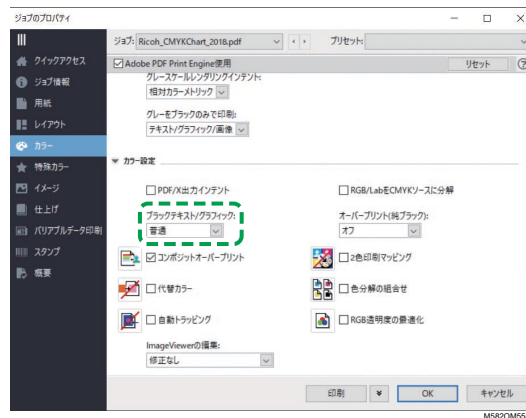 ジョブのプロパティ
ジョブ: Ricoh_CMYKChart_2018.pdf
プリセット:
クイックアクセス
ジョブ情報
用紙
レイアウト
カラー
特殊カラー
イメージ
仕上げ
バリアブルデータ印刷
スタンプ
概要
Adobe PDF Print Engine使用
リセット
グレースケールレンダリングインテント:
相対カラーメトリック
グレーをブラックのみで印刷:
テキスト/グラフィック/画像
カラー設定
PDF/X出力インテント
RGB/LabをCMYKソースに分解
ブラックテキスト/グラフィック:
オーバープリント(純ブラック):
普通
オフ
コンポジットオーバープリント
2色印刷マッピング
代替カラー
色分解の組合せ
自動トラッピング
RGB透明度の最適化
ImageViewerの編集:
修正なし
印刷
OK
キャンセル
M582OM55